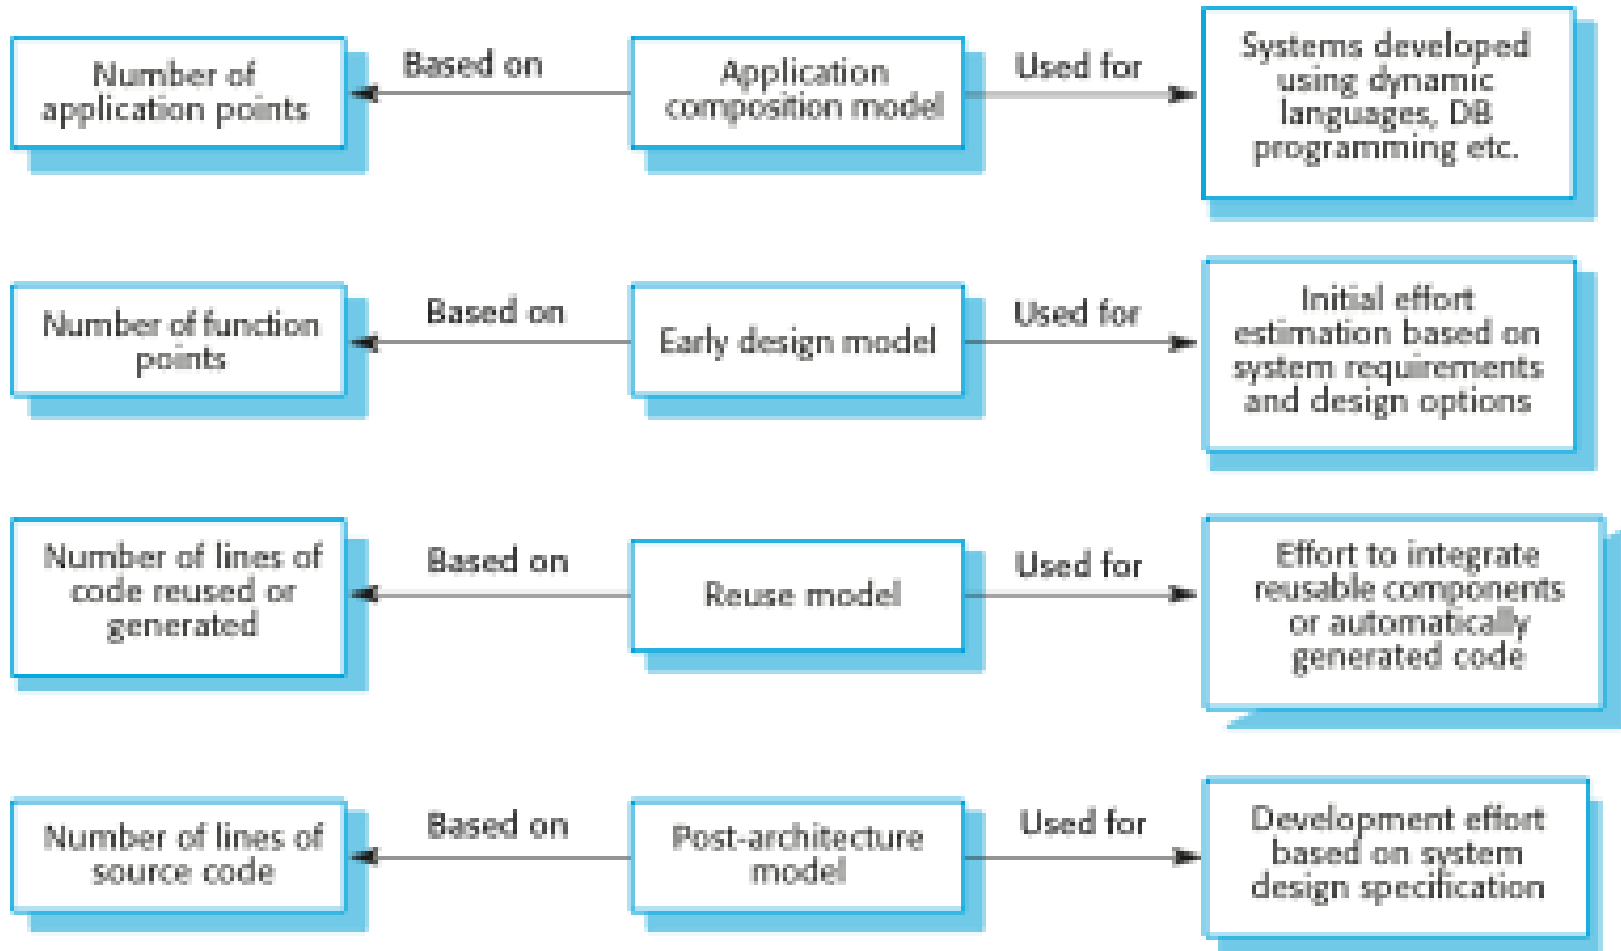 Number of
application points
Based on
Application
composition model
Used for
Systems developed
using dynamic
languages, DB
programming etc.
Number of function
points
Based on
Early design model
Used for
Initial effort
estimation based on
system requirements
and design options
Number of lines of
code reused or
generated
Based on
Reuse model
Used for
Effort to integrate
reusable components
or automatically
generated code
Number of lines of
source code
Based on
Post-architecture
model
Used for
Development effort
based on system
design specification